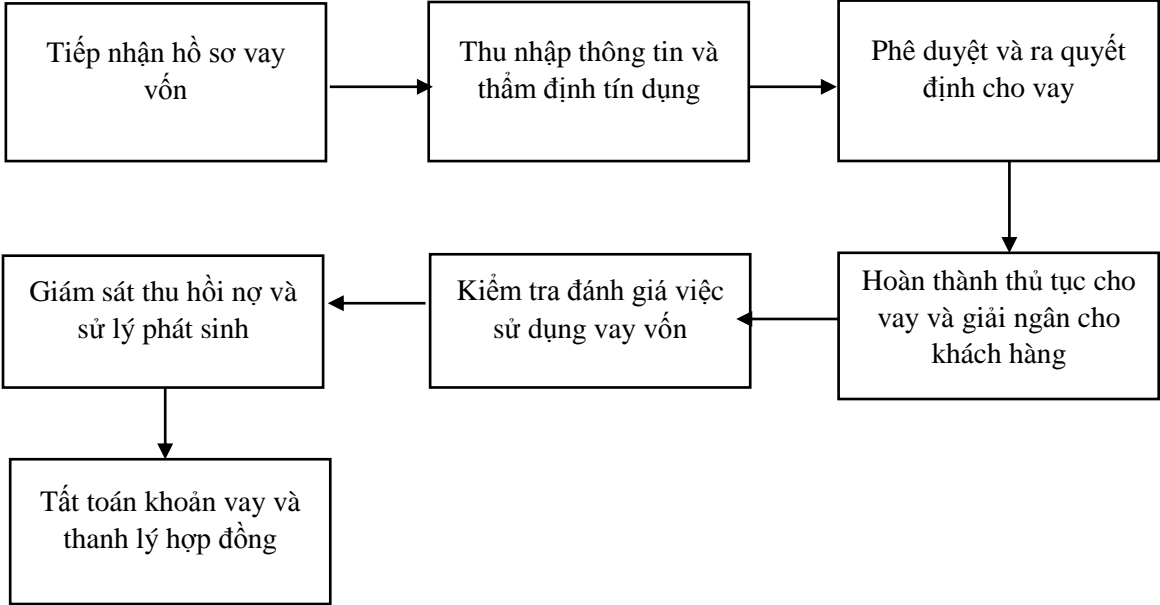 Tiếp nhận hồ sơ vay
vốn
Thu nhập thông tin và
thẩm định tín dụng
Phê duyệt và ra quyết
định cho vay
Hoàn thành thủ tục cho
vay và giải ngân cho
khách hàng
Kiểm tra đánh giá việc
sử dụng vay vốn
Giám sát thu hồi nợ và
sử lý phát sinh
Tất toán khoản vay và
thanh lý hợp đồng